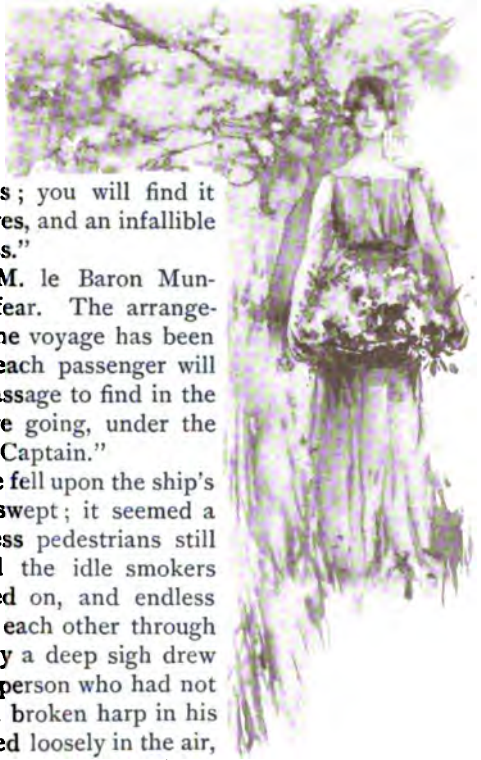 s; you will find it
es, and an infallible
s.”
M. le Baron Mun-
fear. The arrange-
e voyage has been
each passenger will
ssage to find in the
e going, under the
Captain.”
e fell upon the ship’s
swept; it seemed a
ess pedestrians still
the idle smokers
ed on, and endless
each other through
y a deep sigh drew
person who had not
broken harp in his
ed loosely in the air,